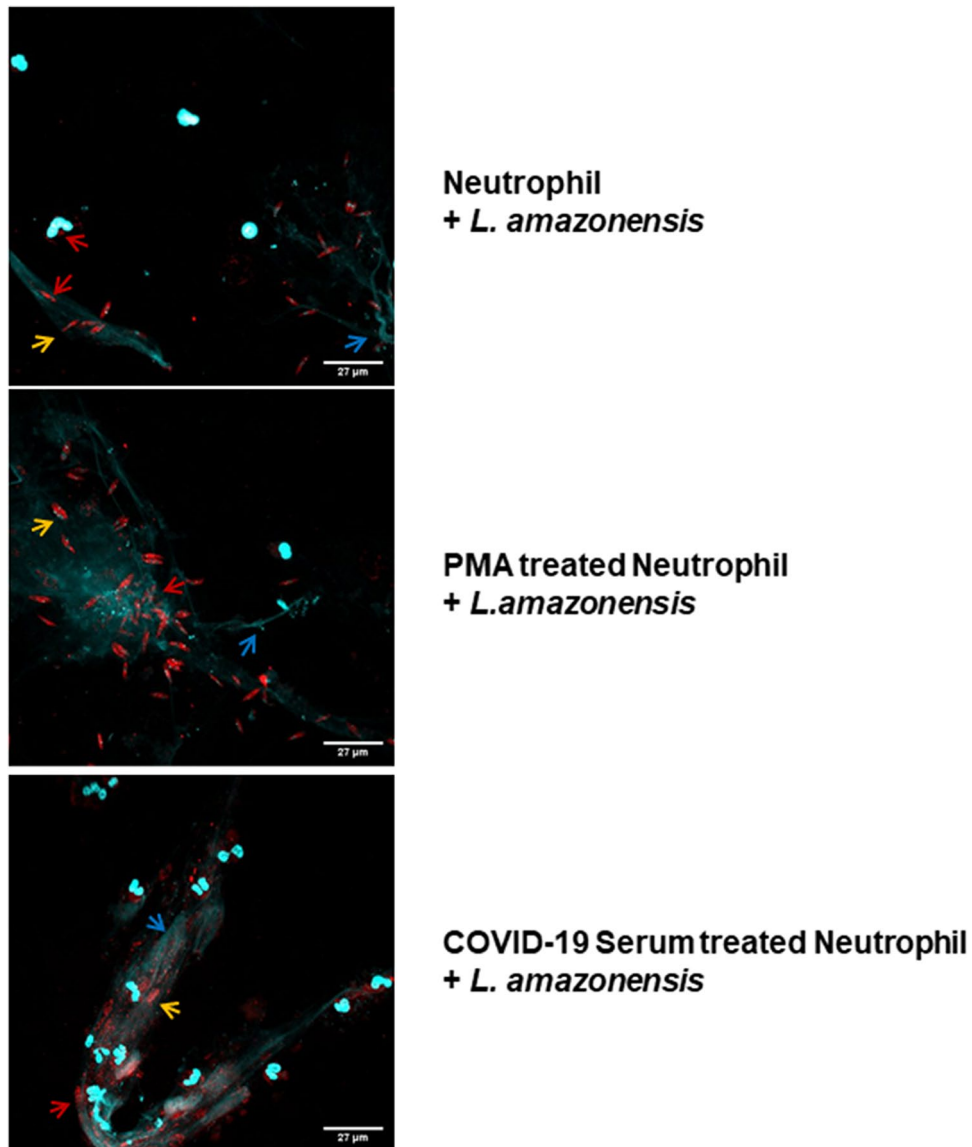 Neutrophil
+ L. amazonensis
27 µm
PMA treated Neutrophil
+ L.amazonensis
27 µm
COVID-19 Serum treated Neutrophil
+ L. amazonensis
27 µm